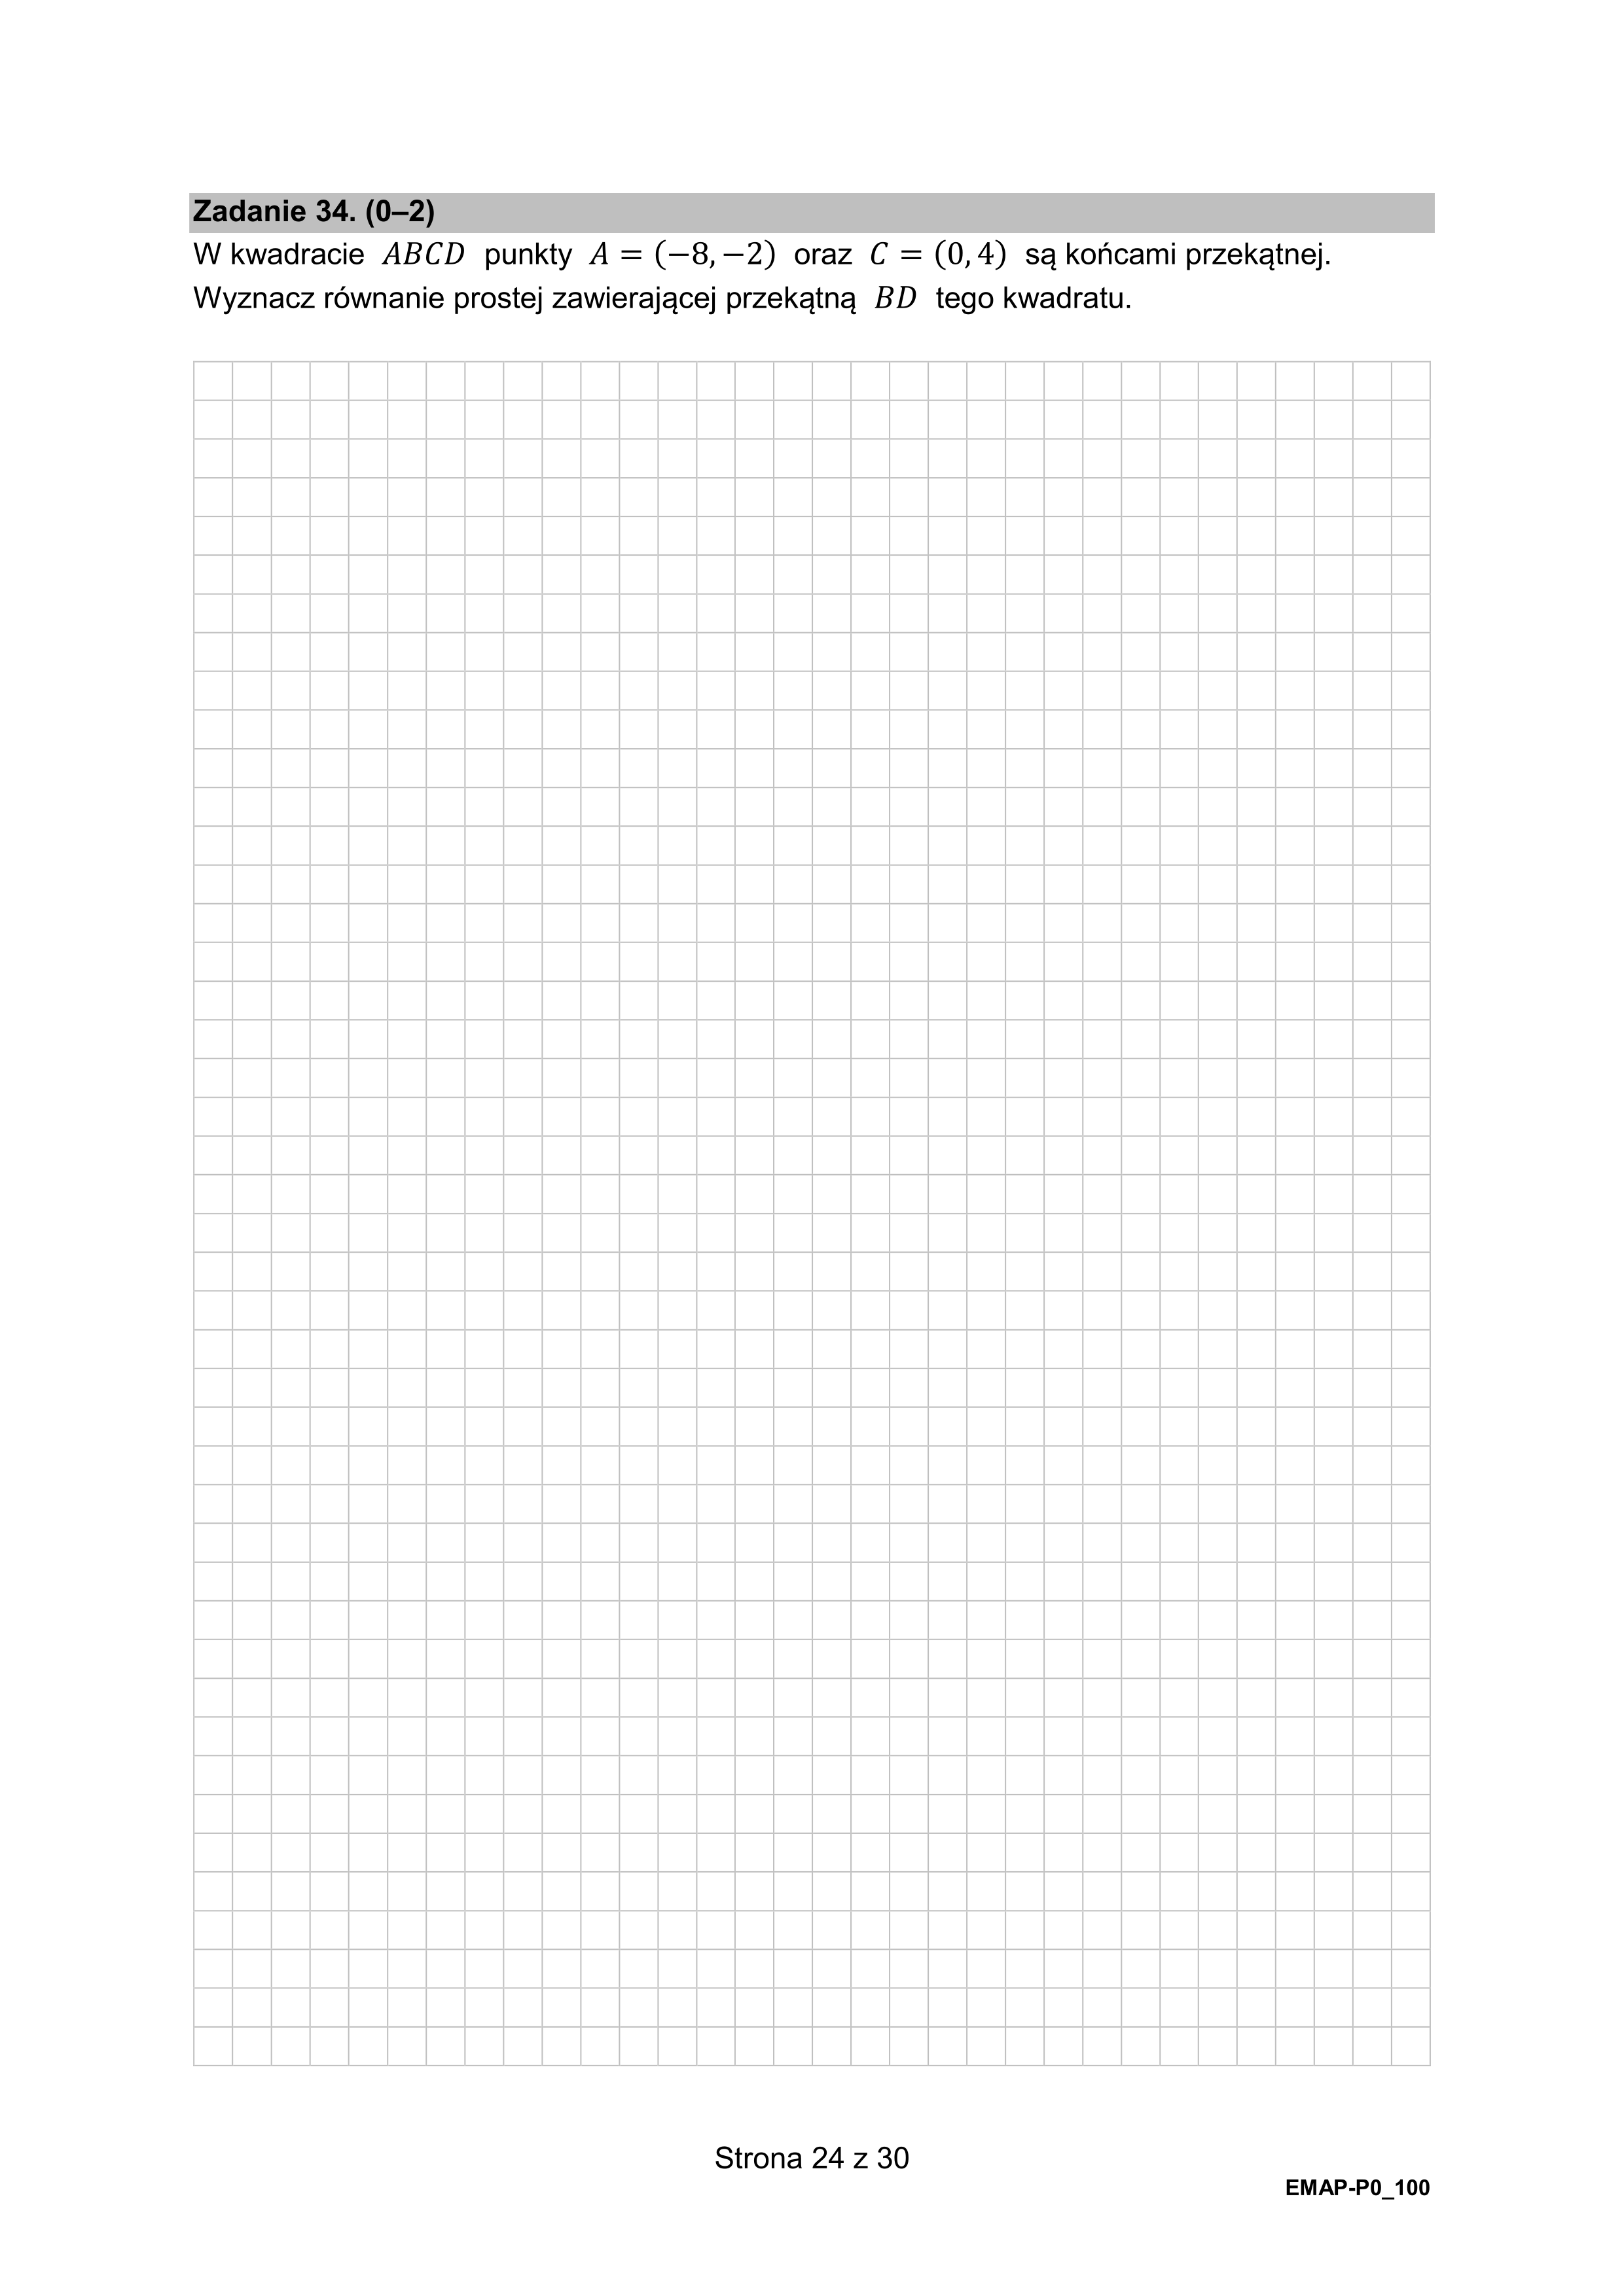 Zadanie 34. (0–2)
W kwadracie ABCD punkty A = (−8, −2) oraz C = (0, 4) są końcami przekątnej.
Wyznacz równanie prostej zawierającej przekątną BD tego kwadratu.
Strona 24 z 30
EMAP-P0_100